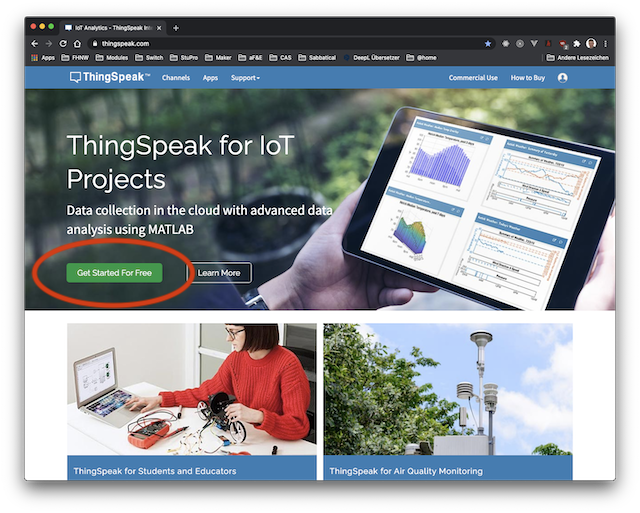 IoT Analytics - ThingSpeak Inte
thingspeak.com
Apps
FHNW
Modules
Switch
StuPro
Maker
aF&E
CAS
Sabbatical
DeepL Übersetzer
@home
Andere Lesezeichen
ThingSpeak™
Channels
Apps
Support
Commercial Use
How to Buy
ThingSpeak for IoT
Projects
Data collection in the cloud with advanced data
analysis using MATLAB
Get Started For Free
Learn More
ThingSpeak for Students and Educators
ThingSpeak for Air Quality Monitoring